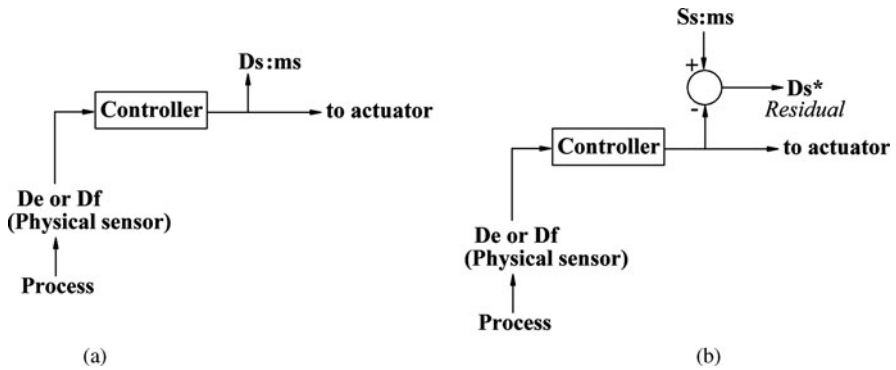 Ds:ms
Controller
to actuator
De or Df
(Physical sensor)
Process
(a)
Ss:ms
+
-
Ds*
Residual
Controller
to actuator
De or Df
(Physical sensor)
Process
(b)